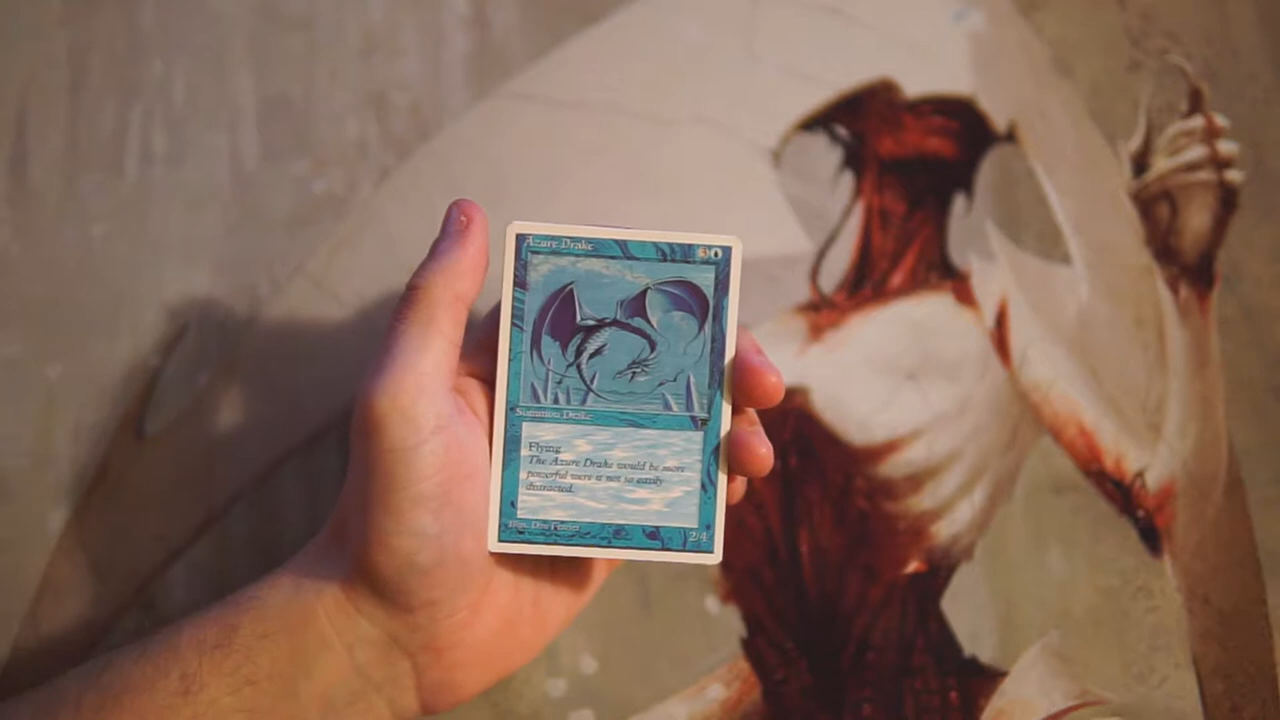 Azure Drake
3
Summon Drake
Flying
The Azure Drake would be more
powerful were it not so easily
distracted.
Illus. Dan Frazier
2/4